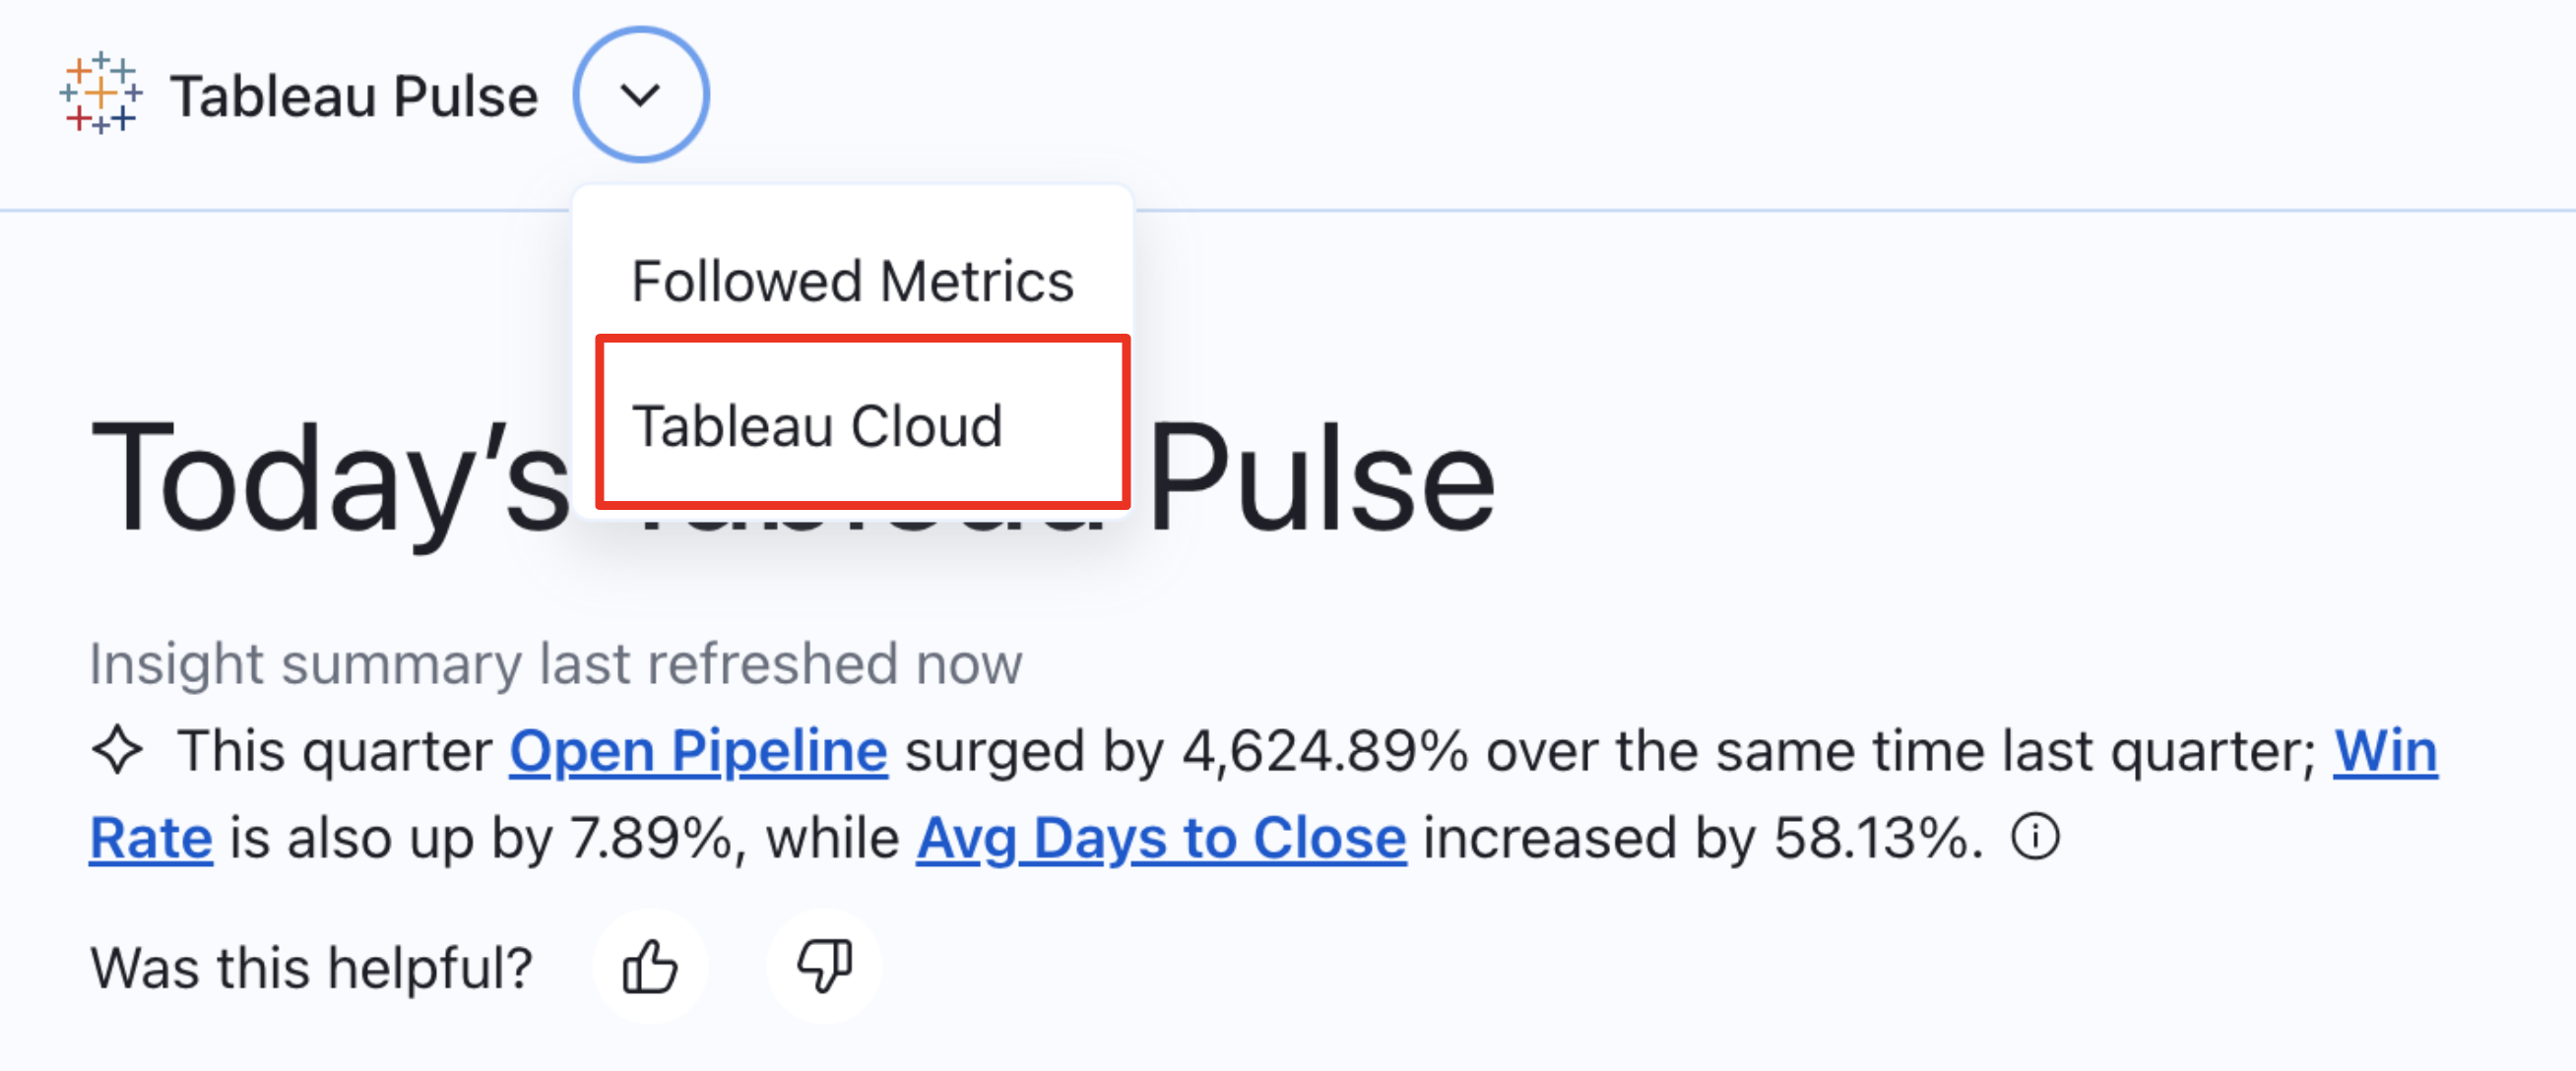 Tableau Pulse
Followed Metrics
Tableau Cloud
Today’s Pulse
Insight summary last refreshed now
This quarter Open Pipeline surged by 4,624.89% over the same time last quarter; Win
Rate is also up by 7.89%, while Avg Days to Close increased by 58.13%.
Was this helpful?